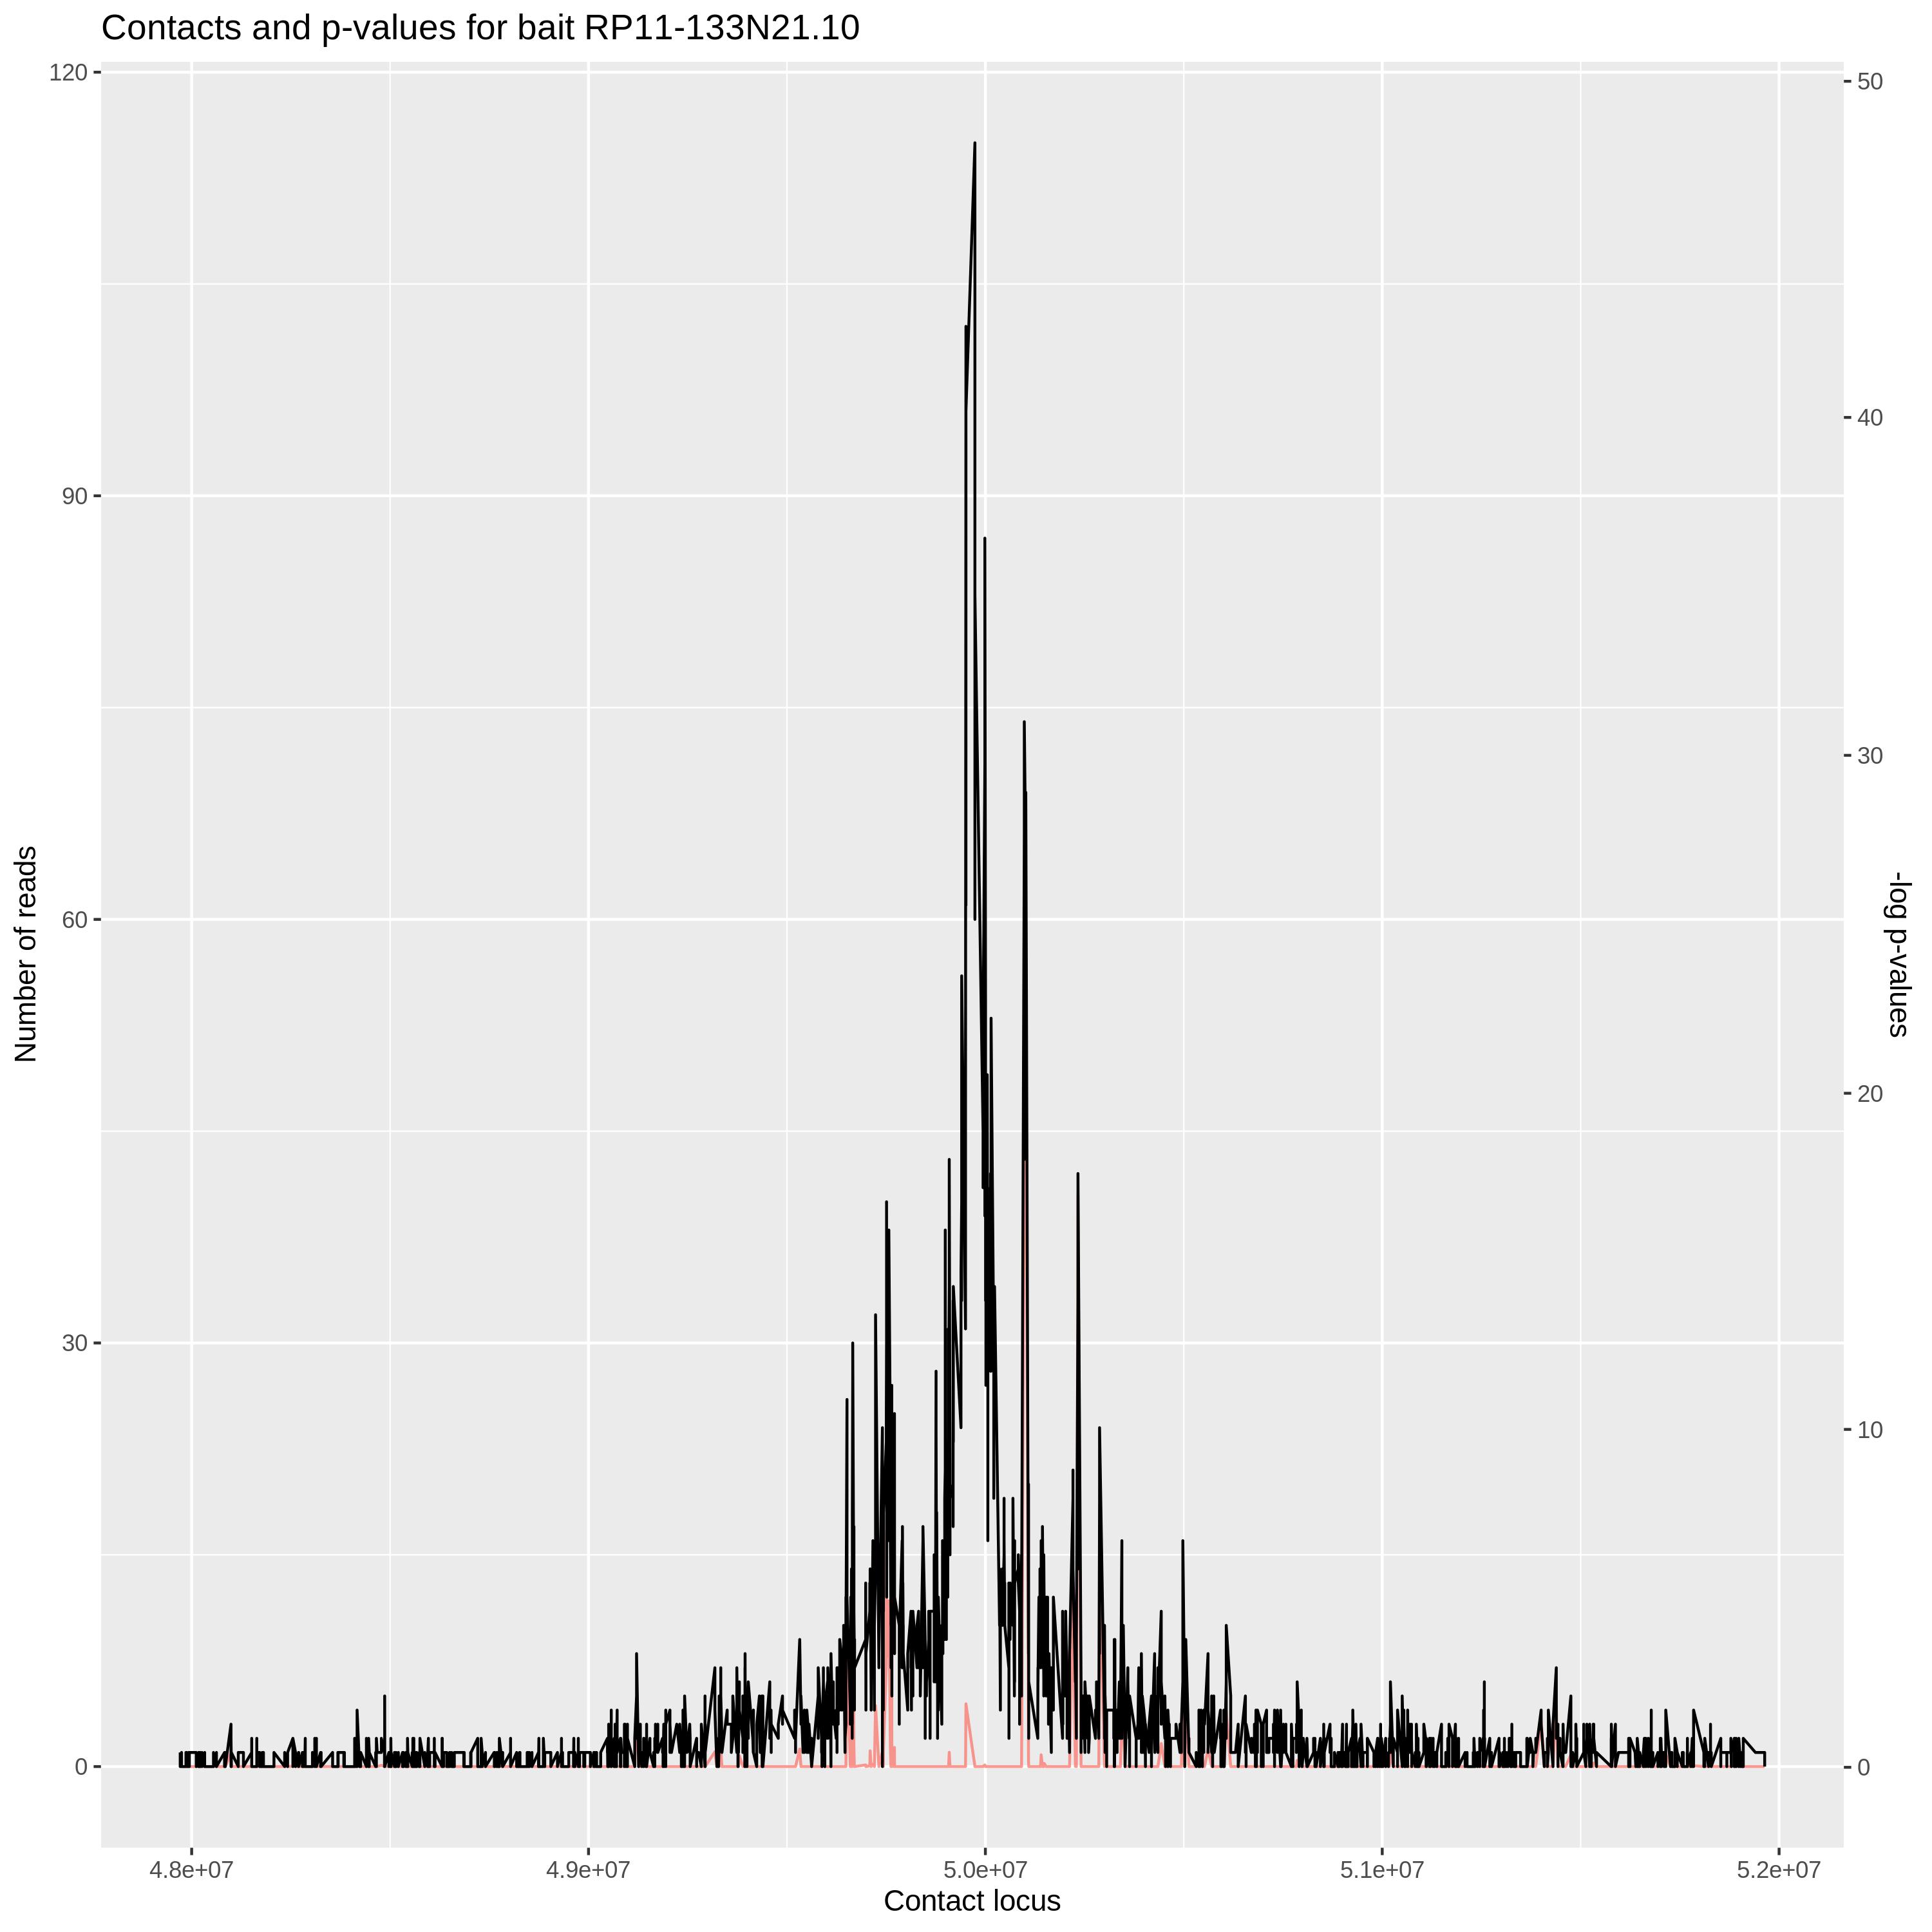 Contacts and p-values for bait RP11-133N21.10
120
90
60
30
0
Number of reads
50
40
30
20
10
0
-log p-values
4.8e+07 4.9e+07 5.0e+07 5.1e+07 5.2e+07
Contact locus